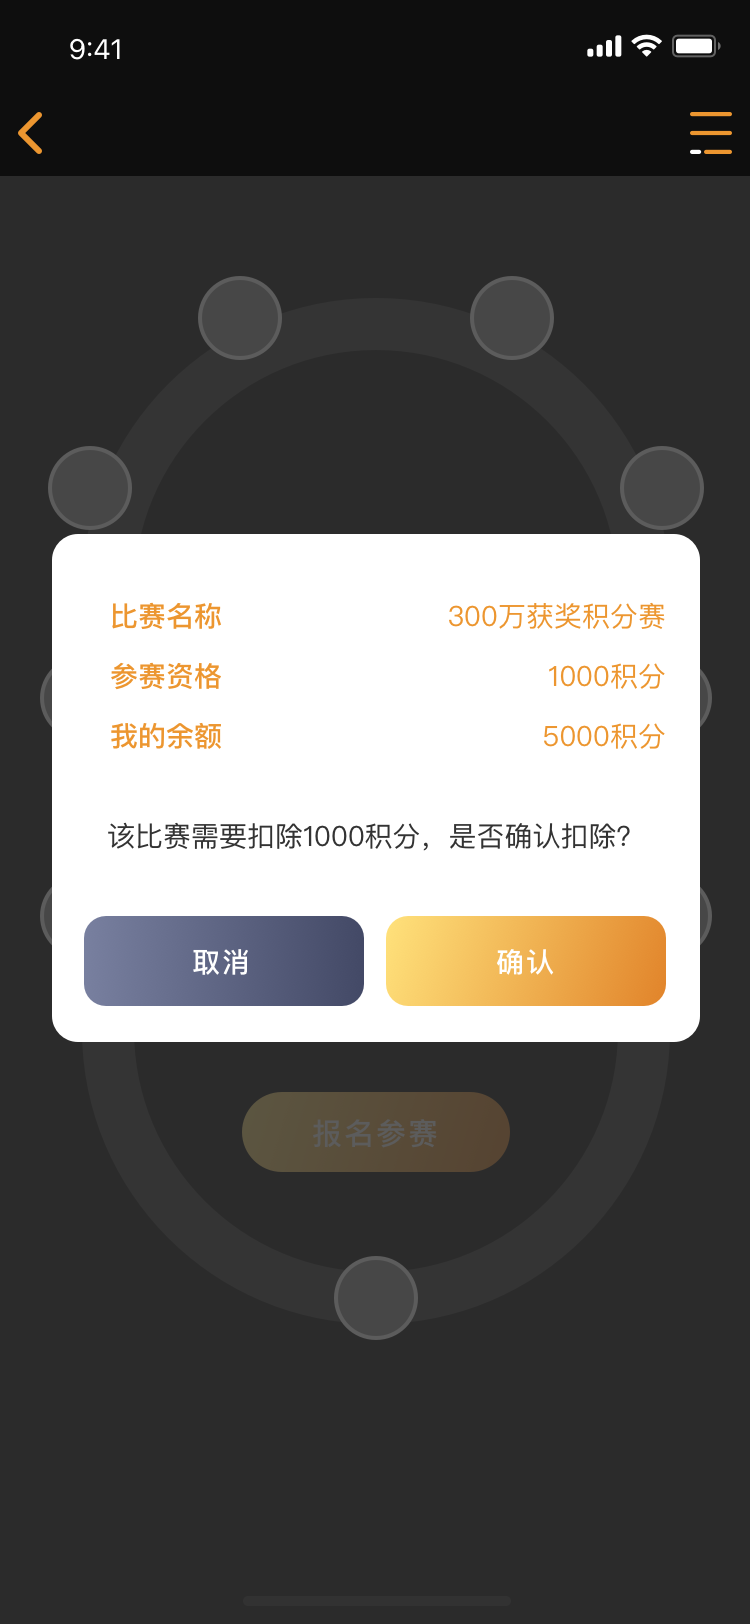 9:41
比赛名称 300万获奖积分赛
参赛资格 1000积分
我的余额 5000积分
该比赛需要扣除1000积分，是否确认扣除?
取消 确认
报名参赛